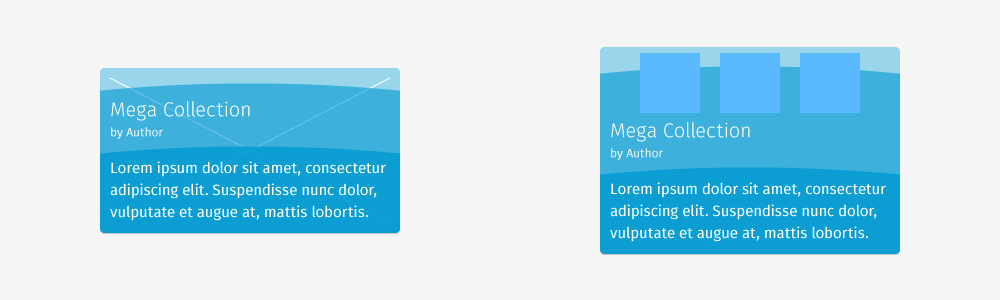 Mega Collection
by Author
Lorem ipsum dolor sit amet, consectetur
adipiscing elit. Suspendisse nunc dolor,
vulputate et augue at, mattis lobortis.
Mega Collection
by Author
Lorem ipsum dolor sit amet, consectetur
adipiscing elit. Suspendisse nunc dolor,
vulputate et augue at, mattis lobortis.